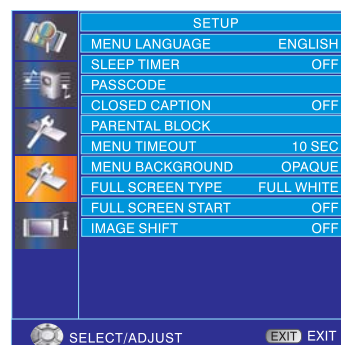 SETUP
MENU LANGUAGE ENGLISH
SLEEP TIMER OFF
PASSCODE
CLOSED CAPTION OFF
PARENTAL BLOCK
MENU TIMEOUT 10 SEC
MENU BACKGROUND OPAQUE
FULL SCREEN TYPE FULL WHITE
FULL SCREEN START OFF
IMAGE SHIFT OFF
SELECT/ADJUST EXIT EXIT